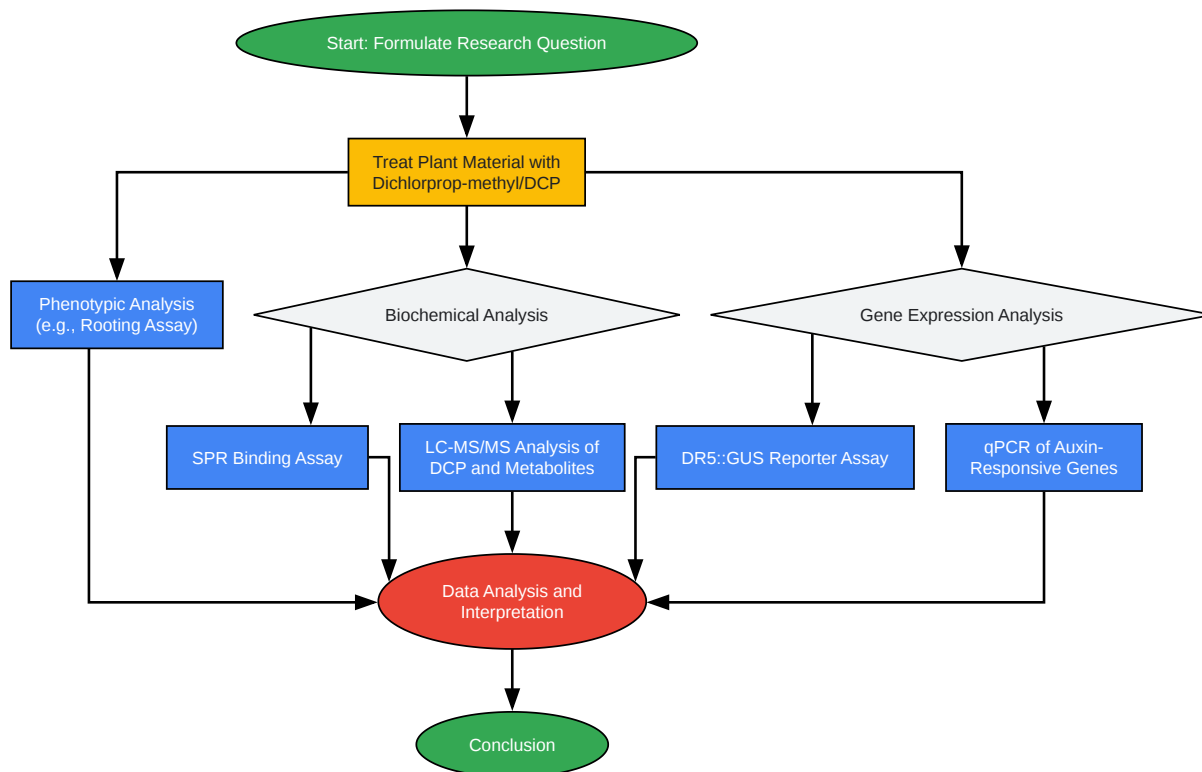 Start: Formulate Research Question
Treat Plant Material with
Dichlorprop-methyl/DCP
Phenotypic Analysis
(e.g., Rooting Assay)
Biochemical Analysis
Gene Expression Analysis
SPR Binding Assay
LC-MS/MS Analysis of
DCP and Metabolites
DR5::GUS Reporter Assay
qPCR of Auxin-
Responsive Genes
Data Analysis and
Interpretation
Conclusion